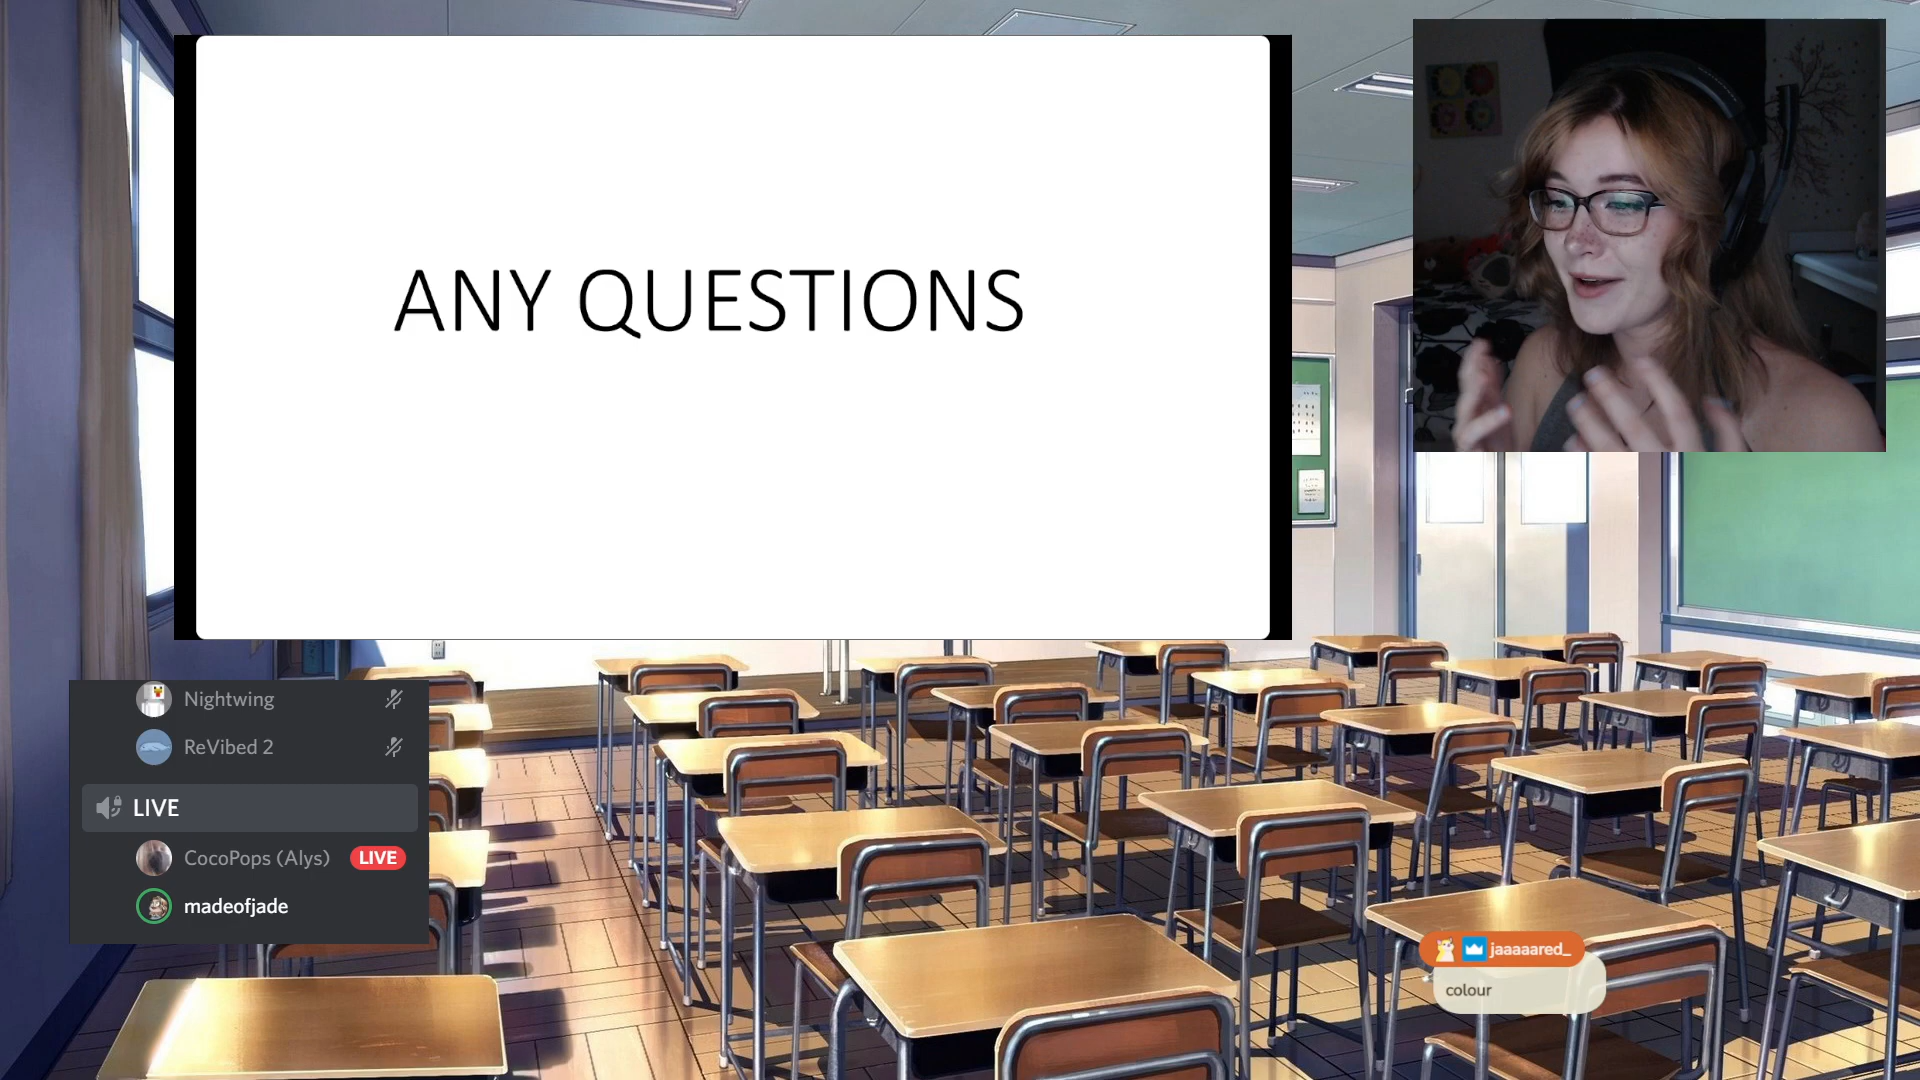 ANY QUESTIONS
Nightwing
ReVibed 2
LIVE
CocoPops (Alys) LIVE
madeofjade
jaaaaared_
colour